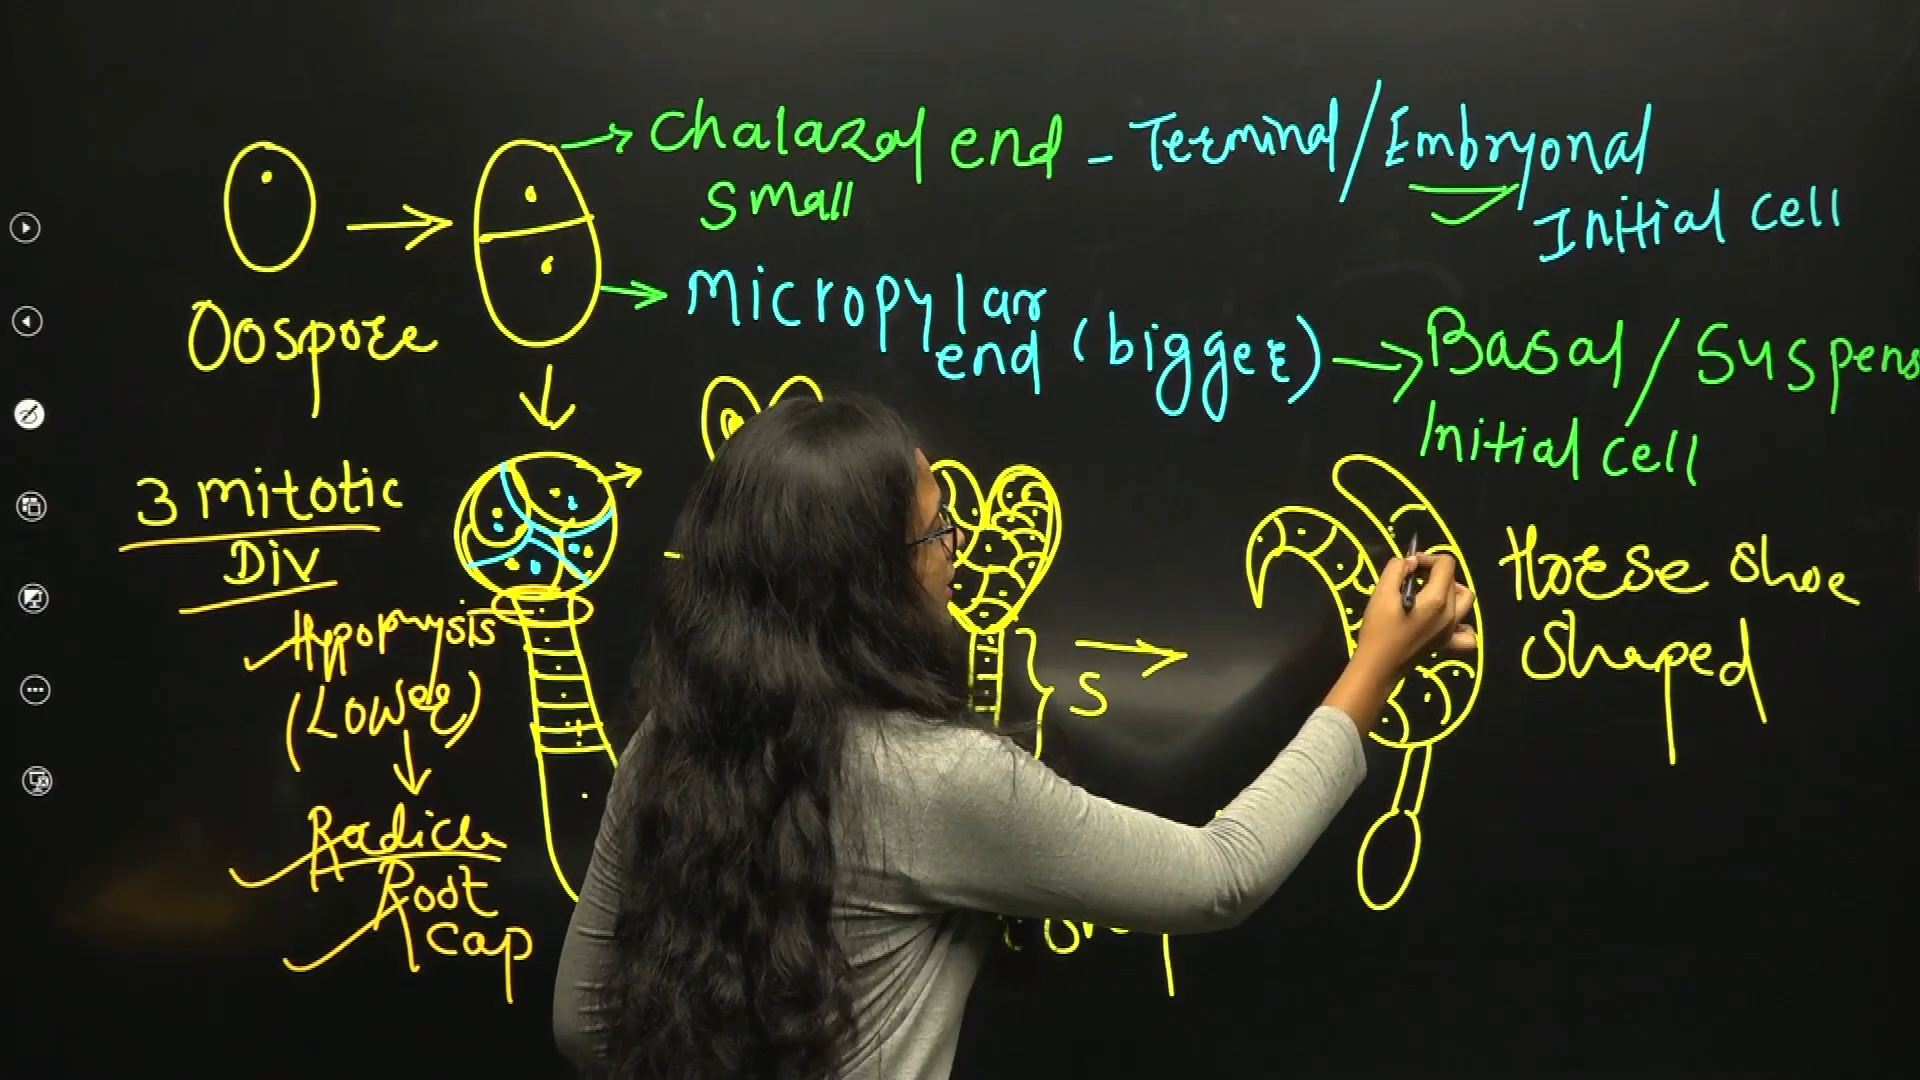 Chalazal end - Terminal/Embryonal
small
Initial cell
Oospore
Micropylar
end (bigger)
Basal/Suspens
Initial cell
3 mitotic
Div
Hypophysis
(Lower)
Radicle
Root
Cap
S
Horse shoe
Shaped